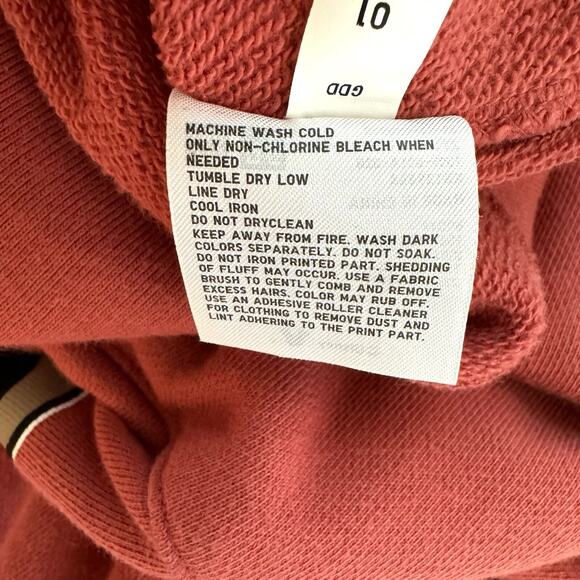 01
GDD
MACHINE WASH COLD
ONLY NON-CHLORINE BLEACH WHEN
NEEDED
TUMBLE DRY LOW
LINE DRY
COOL IRON
DO NOT DRYCLEAN
KEEP AWAY FROM FIRE. WASH DARK
COLORS SEPARATELY. DO NOT SOAK.
DO NOT IRON PRINTED PART. SHEDDING
OF FLUFF MAY OCCUR. USE A FABRIC
BRUSH TO GENTLY COMB AND REMOVE
EXCESS HAIRS. COLOR MAY RUB OFF.
USE AN ADHESIVE ROLLER CLEANER
FOR CLOTHING TO REMOVE DUST AND
LINT ADHERING TO THE PRINT PART.